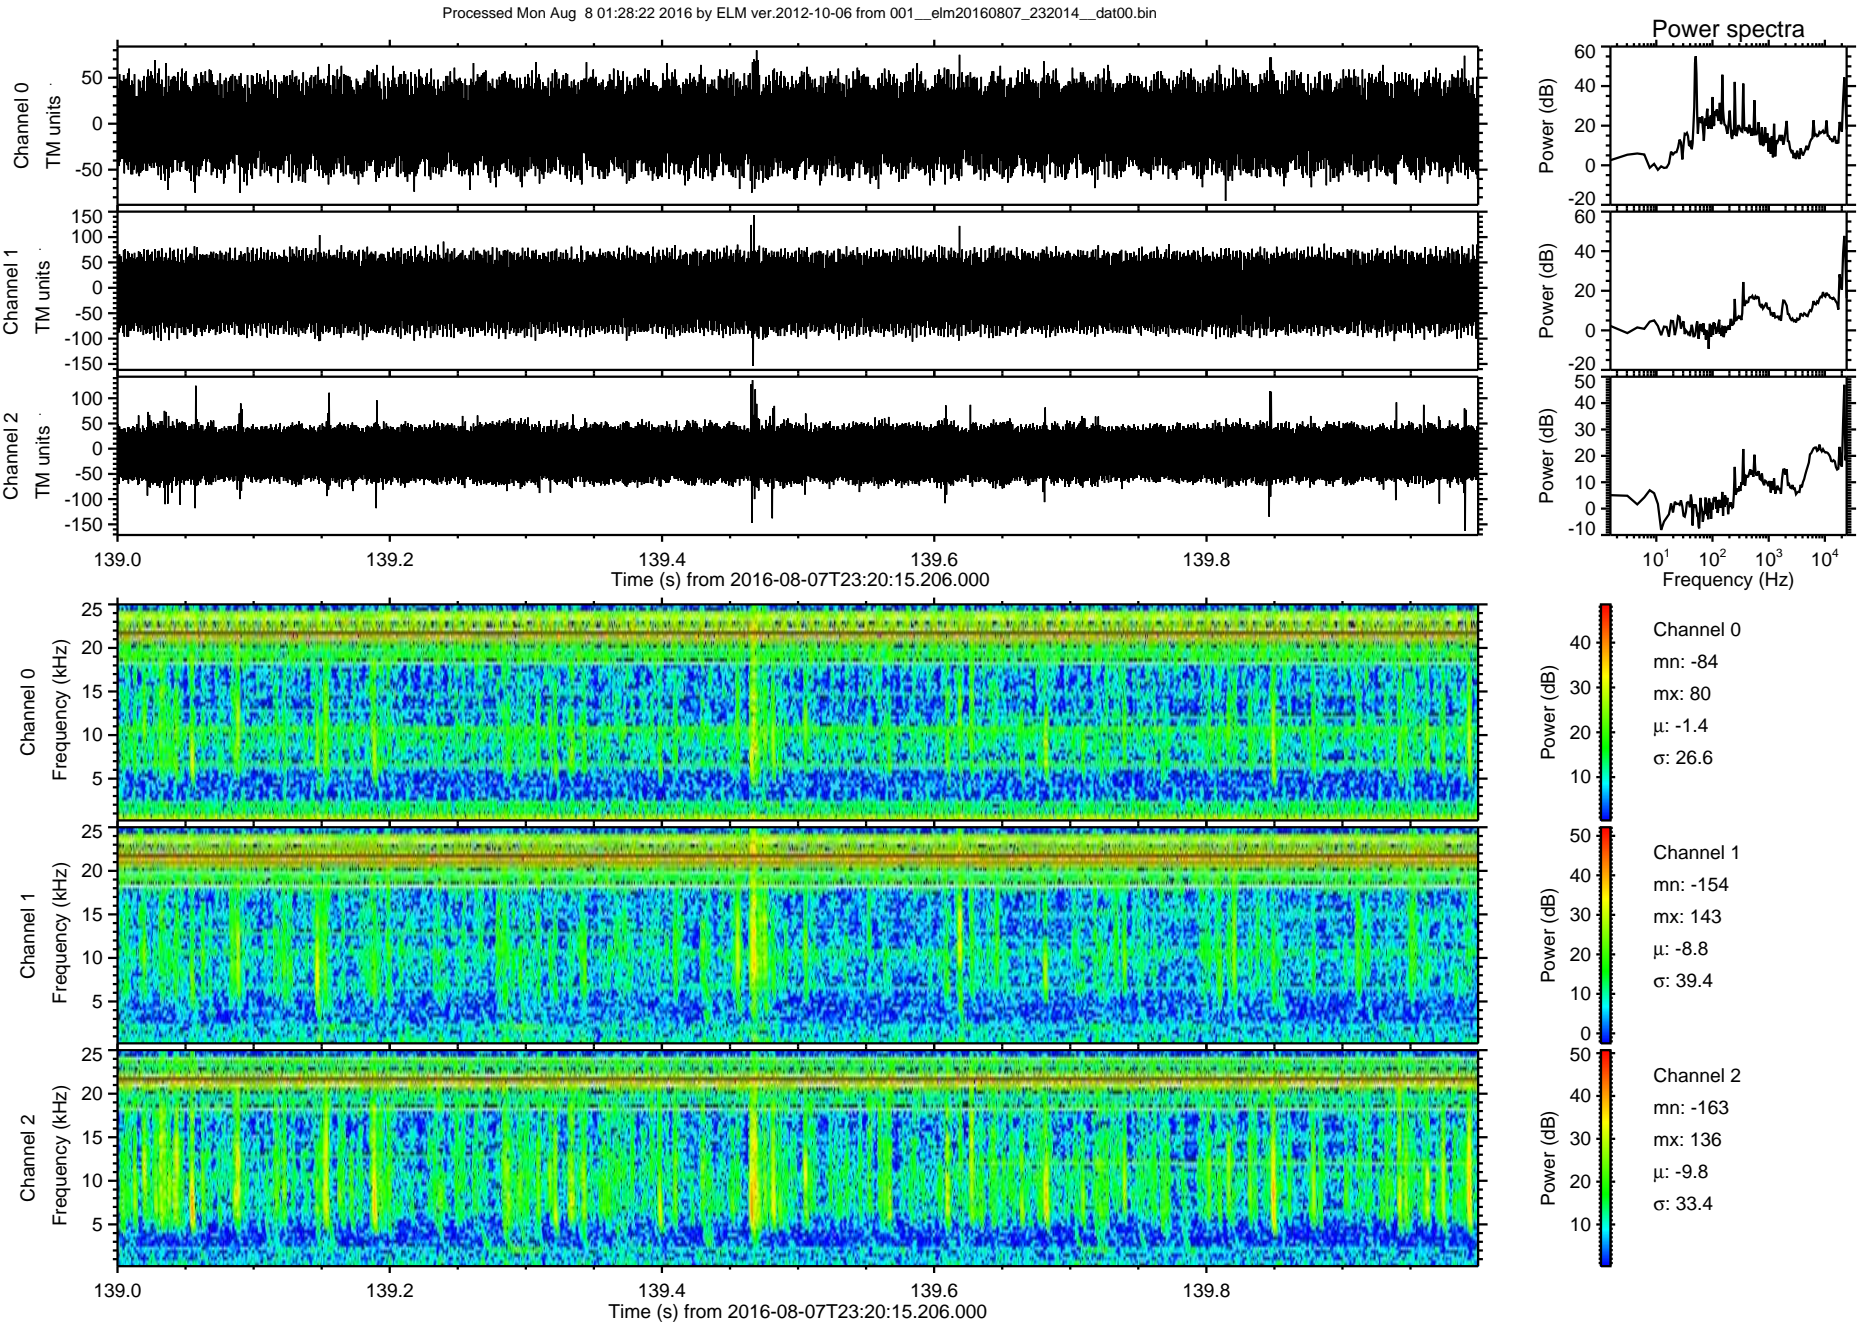 Processed Mon Aug  8 01:28:22 2016 by ELM ver.2012-10-06 from 001__elm20160807_232014__dat00.bin
Power spectra
Channel 0
TM units
50
0
-50
Power (dB)
60
40
20
0
-20
Channel 1
TM units
150
100
50
0
-50
-100
-150
Power (dB)
60
40
20
0
-20
Channel 2
TM units
100
50
0
-50
-100
-150
Power (dB)
50
40
30
20
10
0
-10
139.0 139.2 139.4 139.6 139.8
Time (s) from 2016-08-07T23:20:15.206.000
10¹ 10² 10³ 10⁴
Frequency (Hz)
Channel 0
Frequency (kHz)
25
20
15
10
5
Power (dB)
40
30
20
10
Channel 0
mn: -84
mx: 80
μ: -1.4
σ: 26.6
Channel 1
Frequency (kHz)
25
20
15
10
5
Power (dB)
50
40
30
20
10
0
Channel 1
mn: -154
mx: 143
μ: -8.8
σ: 39.4
Channel 2
Frequency (kHz)
25
20
15
10
5
Power (dB)
50
40
30
20
10
Channel 2
mn: -163
mx: 136
μ: -9.8
σ: 33.4
139.0 139.2 139.4 139.6 139.8
Time (s) from 2016-08-07T23:20:15.206.000